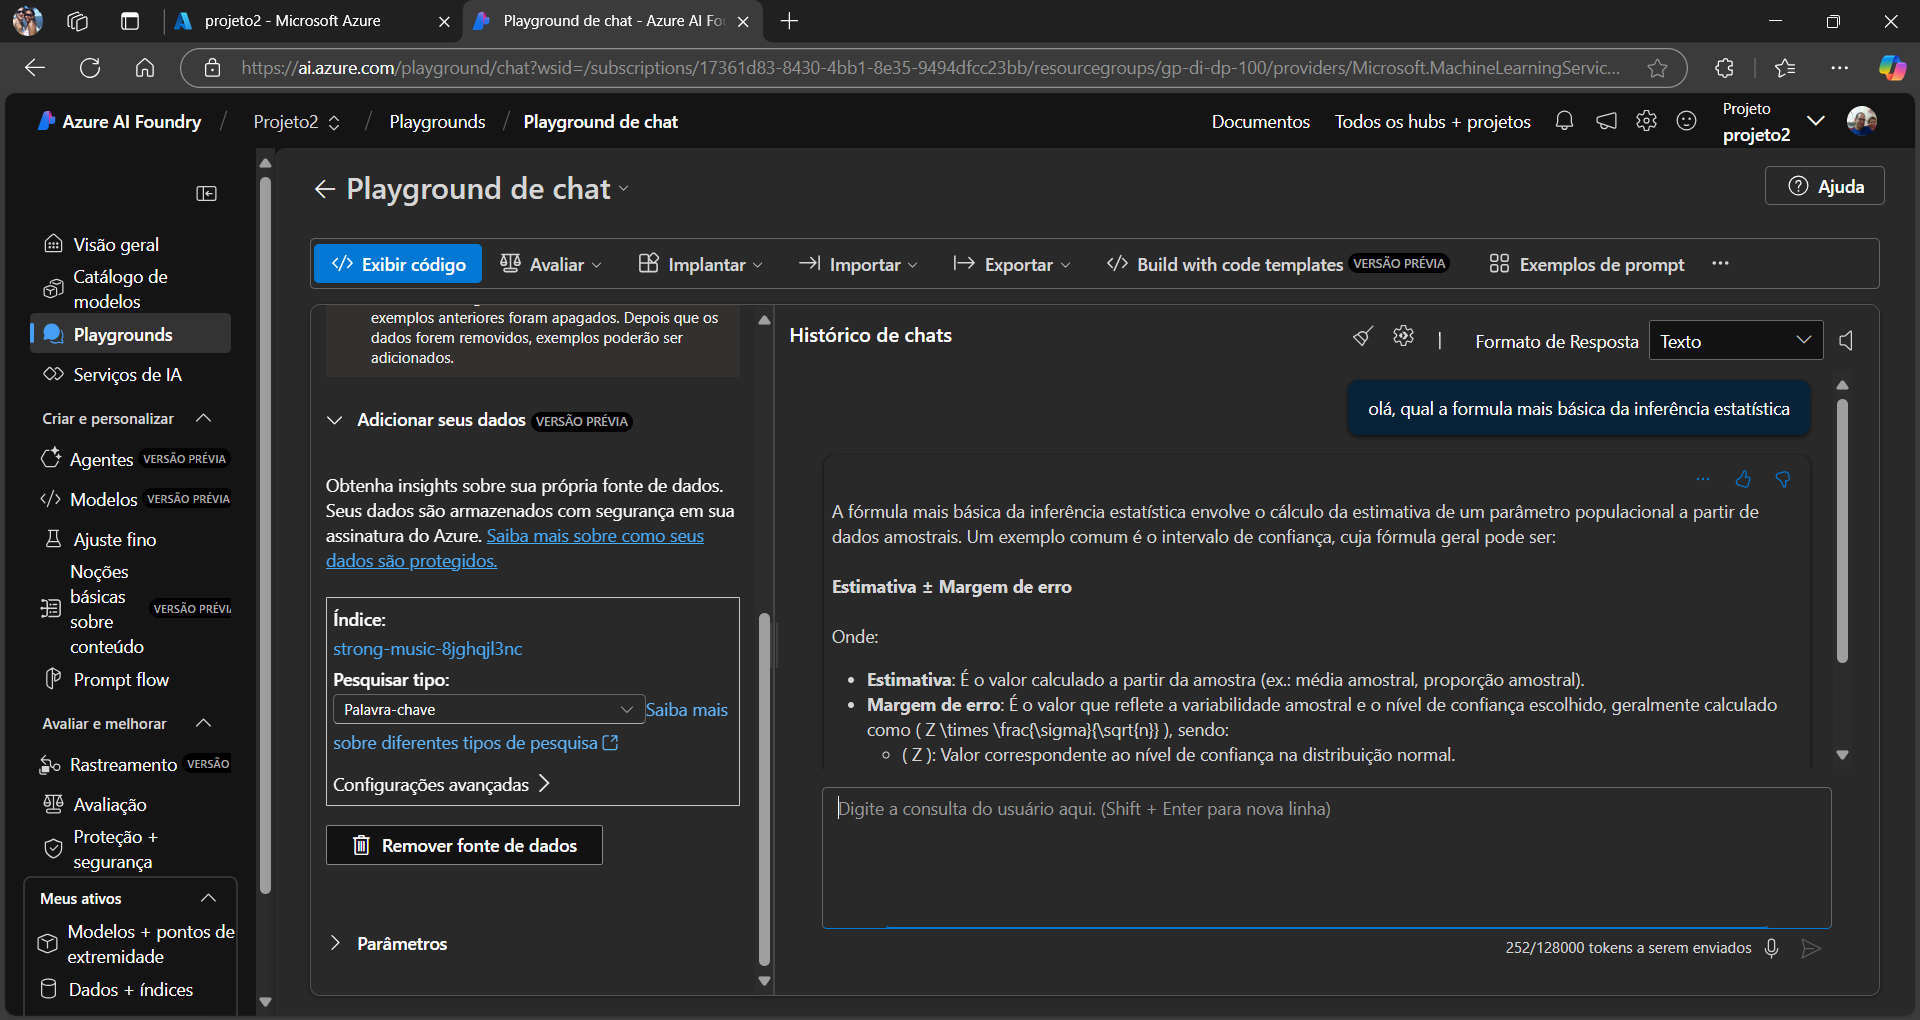 projeto2 - Microsoft Azure
Playground de chat - Azure AI Fou
https://ai.azure.com/playground/chat?wsid=/subscriptions/17361d83-8430-4bb1-8e35-9494dfcc23bb/resourcegroups/gp-di-dp-100/providers/Microsoft.MachineLearningServic...
Azure AI Foundry / Projeto2 / Playgrounds / Playground de chat
Documentos
Todos os hubs + projetos
Projeto
projeto2
Visão geral
Catálogo de
modelos
Playgrounds
Serviços de IA
Criar e personalizar
Agentes VERSÃO PRÉVIA
Modelos VERSÃO PRÉVIA
Ajuste fino
Noções
básicas
sobre
conteúdo
VERSÃO PRÉVI
Prompt flow
Avaliar e melhorar
Rastreamento VERSÃO
Avaliação
Proteção +
segurança
Meus ativos
Modelos + pontos de
extremidade
Dados + índices
Playground de chat
Ajuda
Exibir código
Avaliar
Implantar
Importar
Exportar
Build with code templates VERSÃO PRÉVIA
Exemplos de prompt
exemplos anteriores foram apagados. Depois que os
dados forem removidos, exemplos poderão ser
adicionados.
Adicionar seus dados VERSÃO PRÉVIA
Obtenha insights sobre sua própria fonte de dados.
Seus dados são armazenados com segurança em sua
assinatura do Azure. Saiba mais sobre como seus
dados são protegidos.
Índice:
strong-music-8jghqjl3nc
Pesquisar tipo:
Palavra-chave
Saiba mais
sobre diferentes tipos de pesquisa
Configurações avançadas
Remover fonte de dados
Parâmetros
Histórico de chats
|
Formato de Resposta
Texto
olá, qual a formula mais básica da inferência estatística
A fórmula mais básica da inferência estatística envolve o cálculo da estimativa de um parâmetro populacional a partir de
dados amostrais. Um exemplo comum é o intervalo de confiança, cuja fórmula geral pode ser:
Estimativa ± Margem de erro
Onde:
• Estimativa: É o valor calculado a partir da amostra (ex.: média amostral, proporção amostral).
• Margem de erro: É o valor que reflete a variabilidade amostral e o nível de confiança escolhido, geralmente calculado
como ( Z \times \frac{\sigma}{\sqrt{n}} ), sendo:
◦ ( Z ): Valor correspondente ao nível de confiança na distribuição normal.
Digite a consulta do usuário aqui. (Shift + Enter para nova linha)
252/128000 tokens a serem enviados